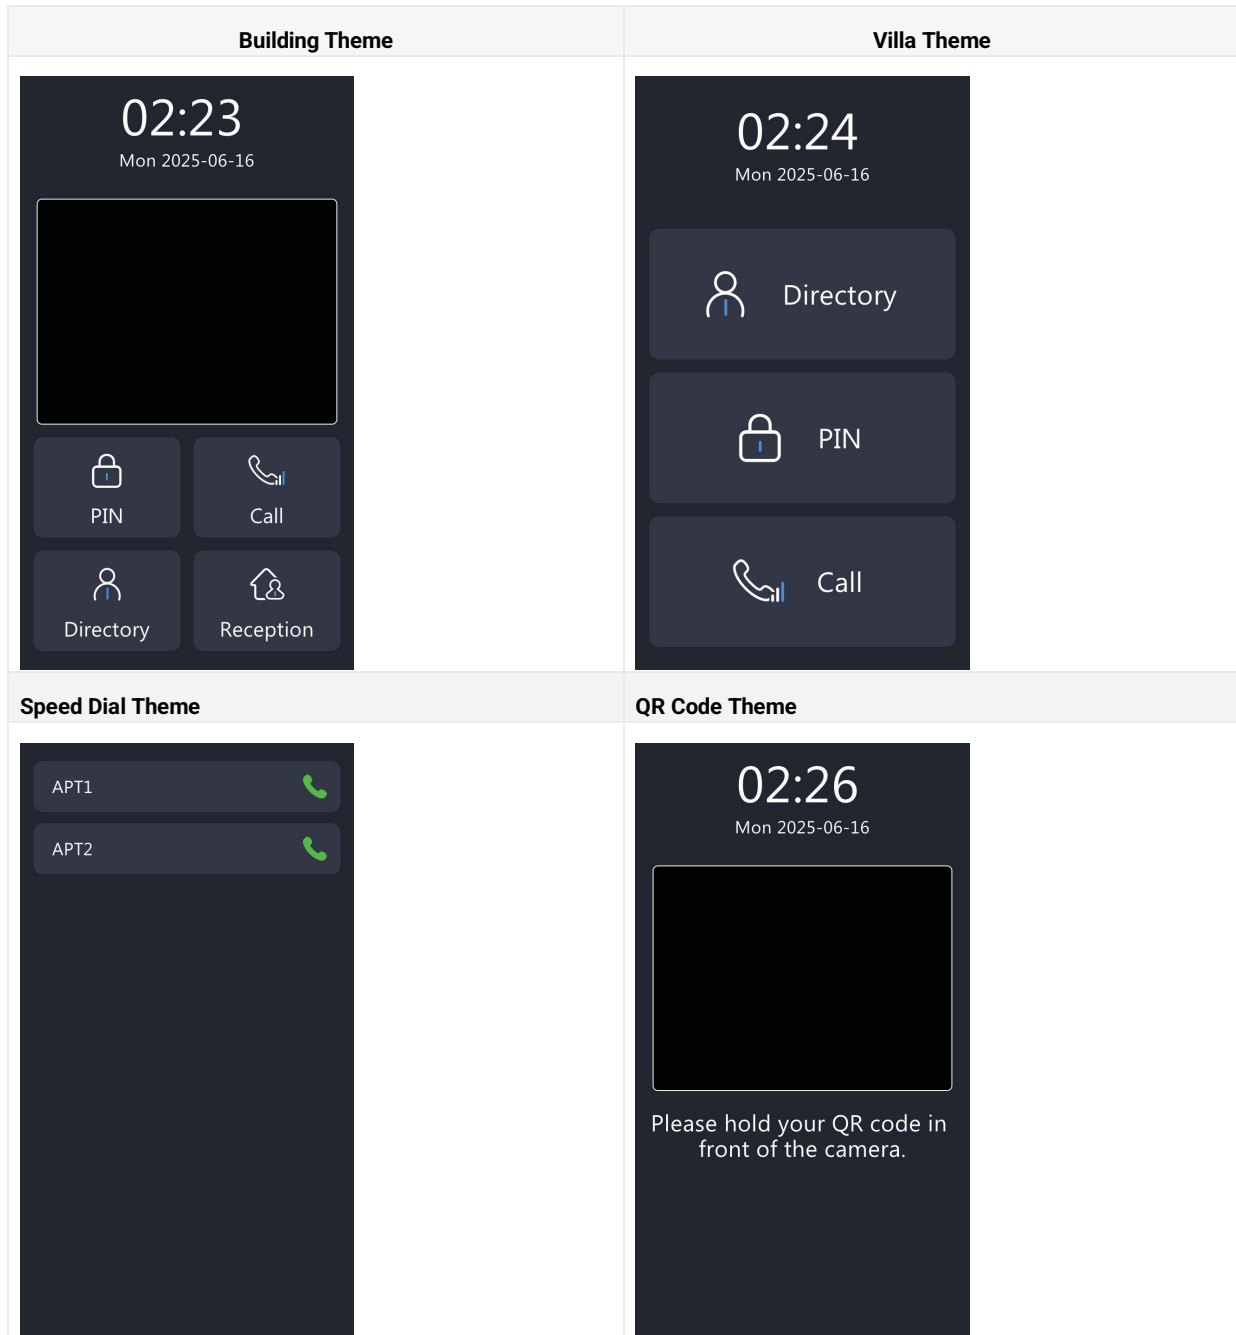 Building Theme
Villa Theme
02:23
Mon 2025-06-16
PIN
Call
Directory
Reception
02:24
Mon 2025-06-16
Directory
PIN
Call
Speed Dial Theme
QR Code Theme
APT1
APT2
02:26
Mon 2025-06-16
Please hold your QR code in
front of the camera.